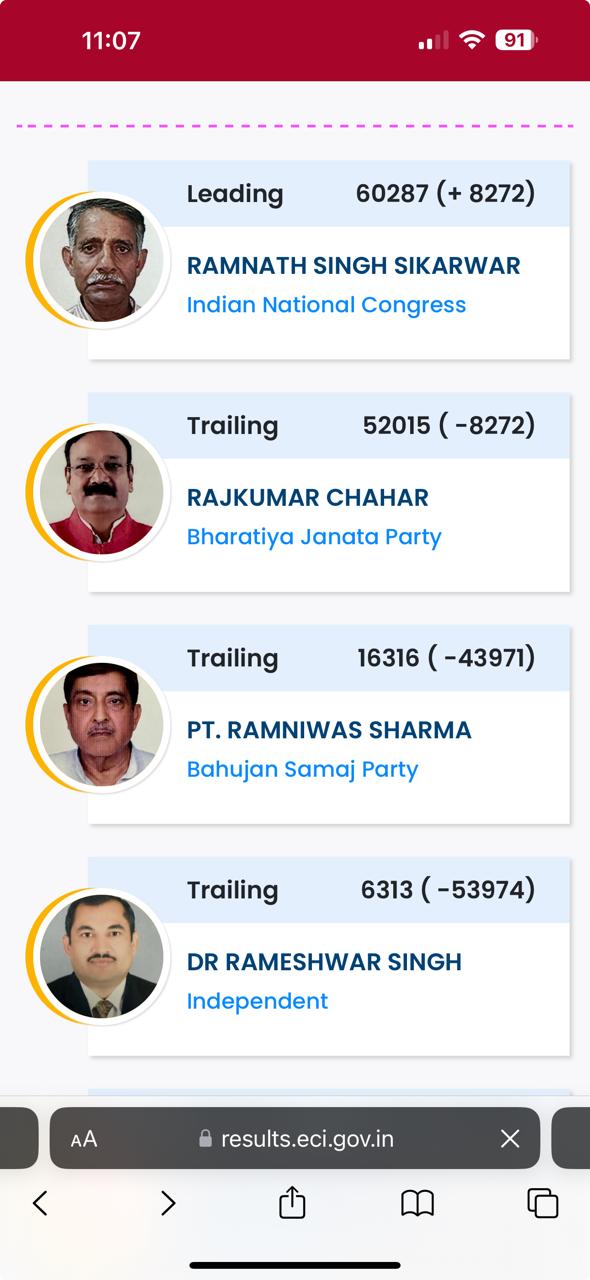 11:07
91
Leading 60287 (+ 8272)
RAMNATH SINGH SIKARWAR
Indian National Congress
Trailing 52015 ( -8272)
RAJKUMAR CHAHAR
Bharatiya Janata Party
Trailing 16316 ( -43971)
PT. RAMNIWAS SHARMA
Bahujan Samaj Party
Trailing 6313 ( -53974)
DR RAMESHWAR SINGH
Independent
AA results.eci.gov.in